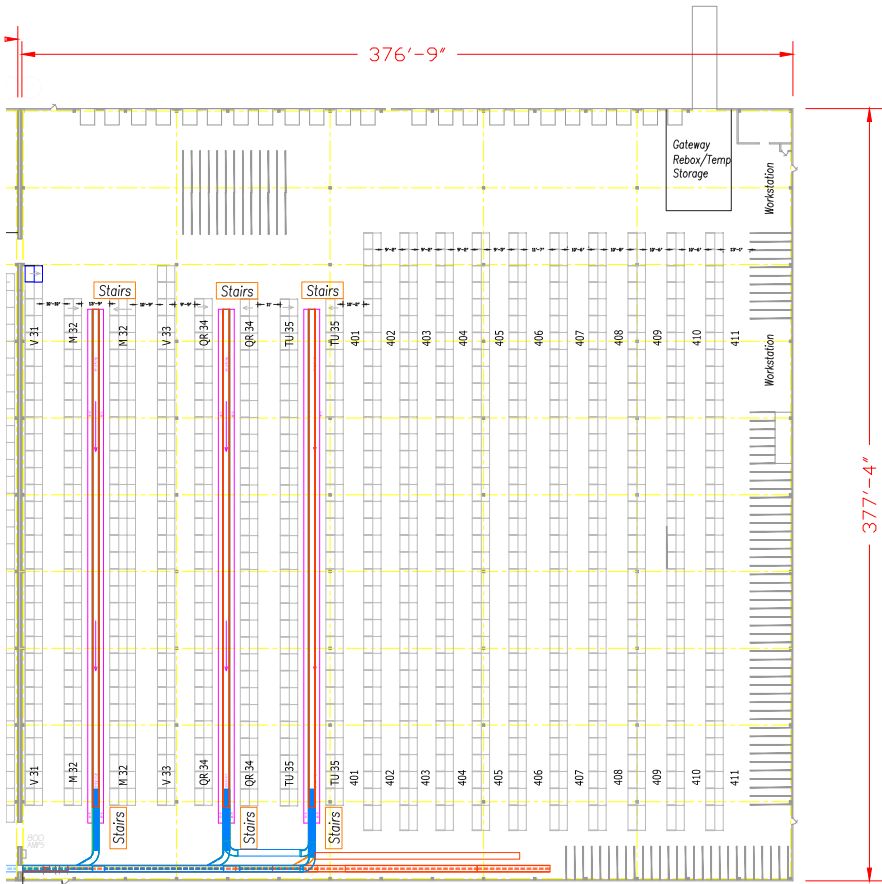 376'-9"
Gateway
Rebox/Temp
Storage
Workstation
Stairs
Stairs
Stairs
V 31
M 32
M 32
V 33
QR 34
QR 34
TU 35
TU 35
401
402
403
404
405
406
407
408
409
410
411
Workstation
377'-4"
V 31
M 32
M 32
V 33
QR 34
QR 34
TU 35
TU 35
401
402
403
404
405
406
407
408
409
410
411
Stairs
Stairs
Stairs
800
AMPS